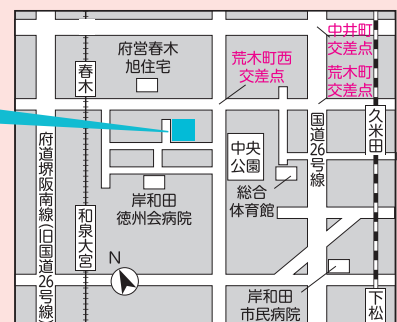 中井町
交差点
府営春木
旭住宅
荒木町西
交差点
荒木町
交差点
春木
久米田
国道26号線
中央
公園
府道堺阪南線(旧国道26号線)
総合
体育館
岸和田
徳州会病院
和泉大宮
N
岸和田
市民病院
下松